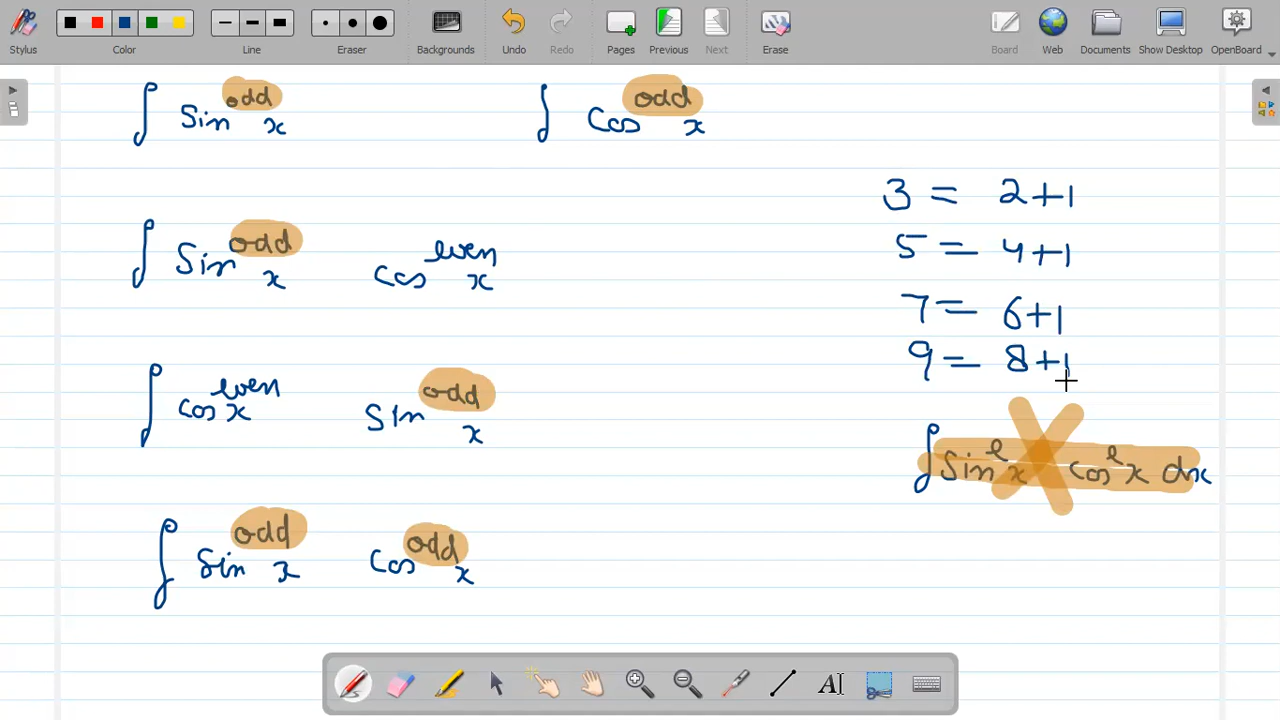 Stylus Color Line Eraser Backgrounds Undo Redo Pages Previous Next Erase Board Web Documents Show Desktop OpenBoard
∫ Sin^odd x ∫ Cos^odd x
3 = 2+1
∫ Sin^odd x cos^even x
5 = 4+1
7 = 6+1
9 = 8+1
∫ cos^even x Sin^odd x
∫ Sin^e x cos^e x dx
∫ Sin^odd x Cos^odd x